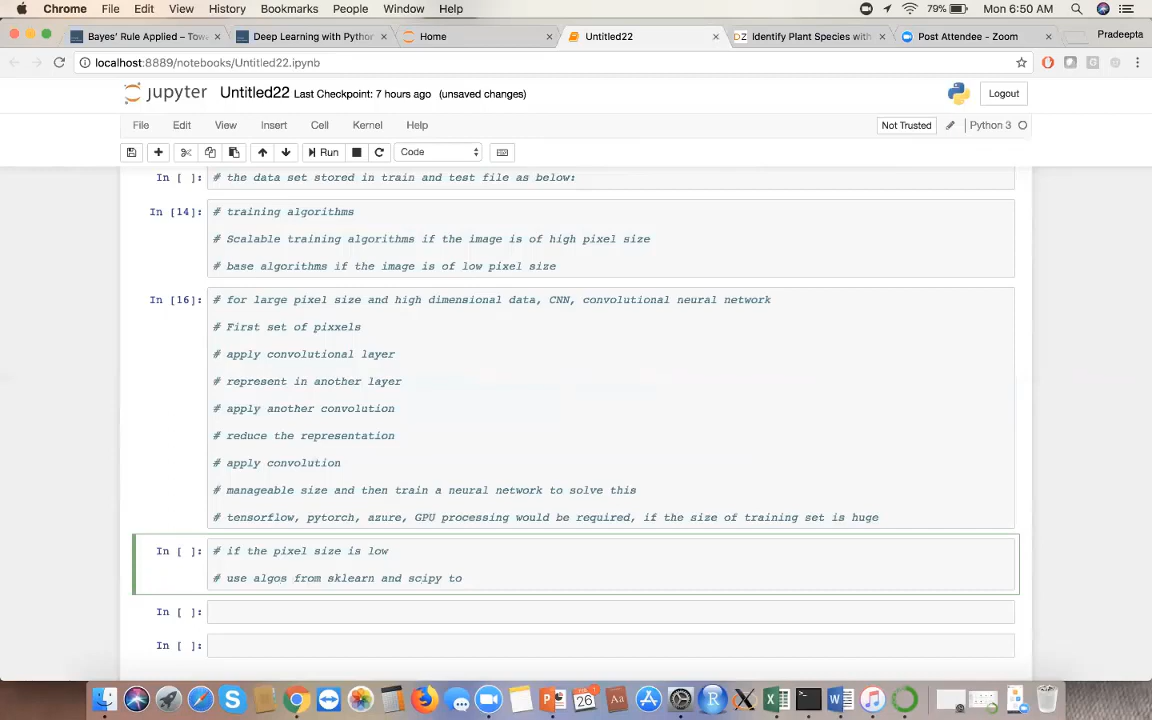 Chrome File Edit View History Bookmarks People Window Help 79% Mon 6:50 AM
Bayes' Rule Applied – Tow Deep Learning with Python Home Untitled22 Identify Plant Species with Post Attendee - Zoom Pradeepta
localhost:8889/notebooks/Untitled22.ipynb
jupyter Untitled22 Last Checkpoint: 7 hours ago (unsaved changes) Logout
File Edit View Insert Cell Kernel Help Not Trusted Python 3
Run Code
In [ ]: # the data set stored in train and test file as below:
In [14]: # training algorithms
# Scalable training algorithms if the image is of high pixel size
# base algorithms if the image is of low pixel size
In [16]: # for large pixel size and high dimensional data, CNN, convolutional neural network
# First set of pixxels
# apply convolutional layer
# represent in another layer
# apply another convolution
# reduce the representation
# apply convolution
# manageable size and then train a neural network to solve this
# tensorflow, pytorch, azure, GPU processing would be required, if the size of training set is huge
In [ ]: # if the pixel size is low
# use algos from sklearn and scipy to
In [ ]:
In [ ]: